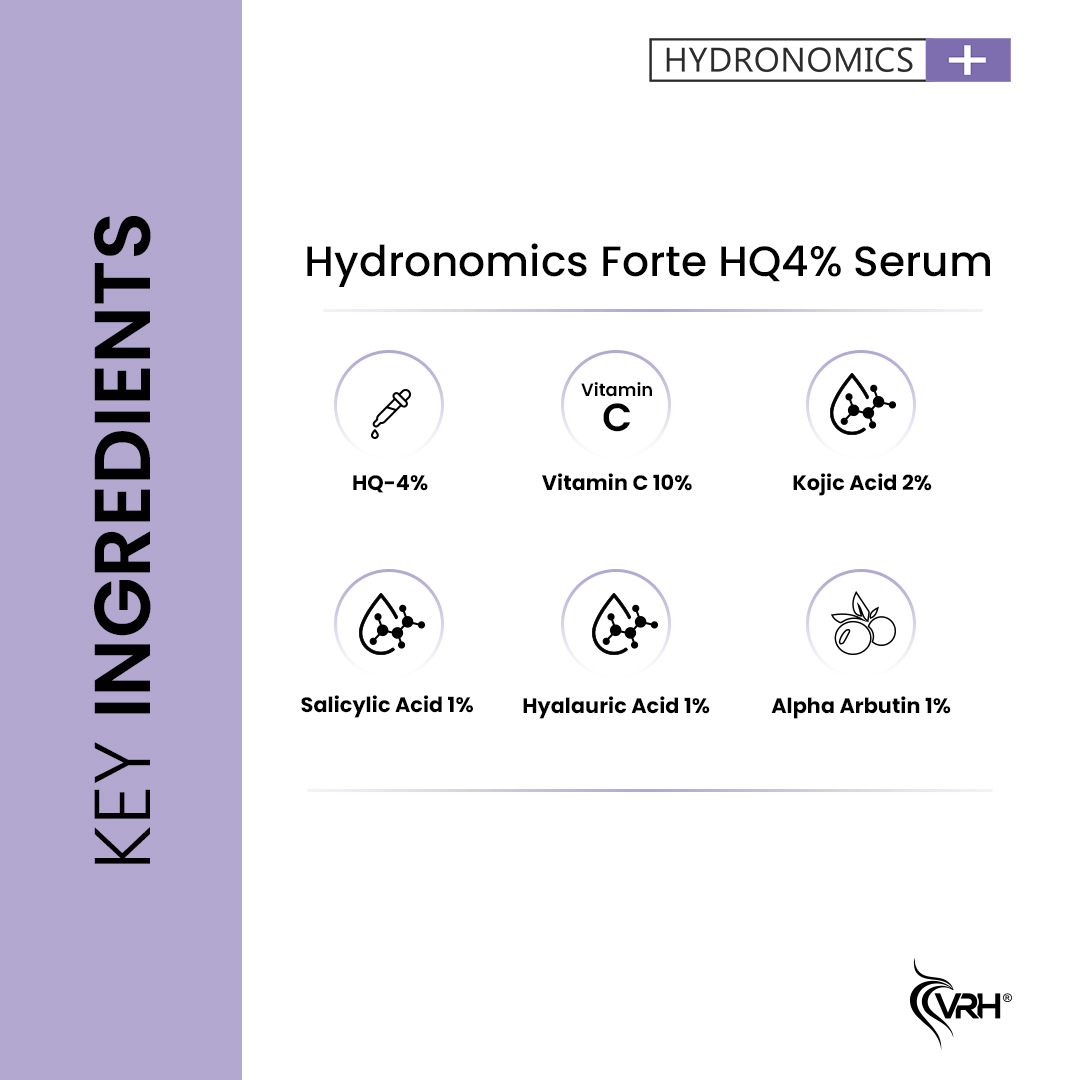 HYDRONOMICS +
KEY INGREDIENTS
Hydronomics Forte HQ4% Serum
Vitamin
C
HQ-4%
Vitamin C 10%
Kojic Acid 2%
Salicylic Acid 1%
Hyalauric Acid 1%
Alpha Arbutin 1%
VRH®